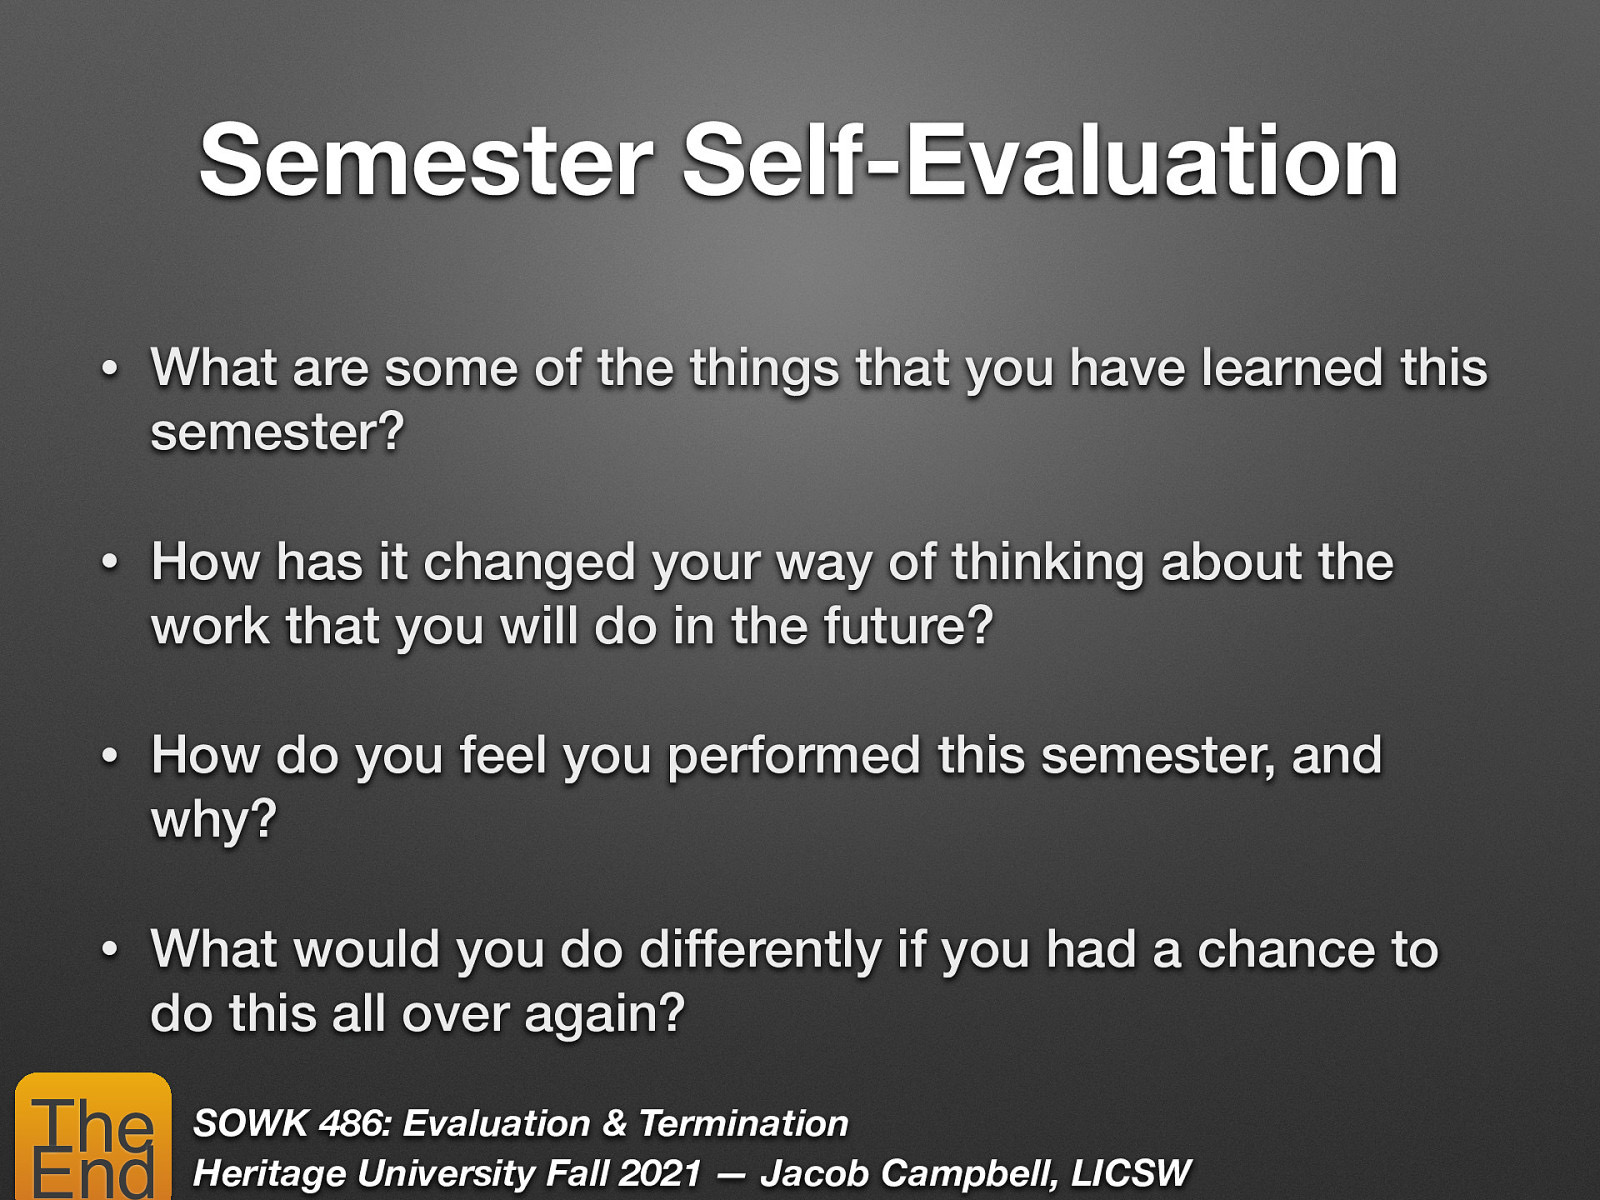 Semester Self-Evaluation
• What are some of the things that you have learned this
semester?
• How has it changed your way of thinking about the
work that you will do in the future?
• How do you feel you performed this semester, and
why?
• What would you do differently if you had a chance to
do this all over again?
The
End
SOWK 486: Evaluation & Termination
Heritage University Fall 2021 — Jacob Campbell, LICSW